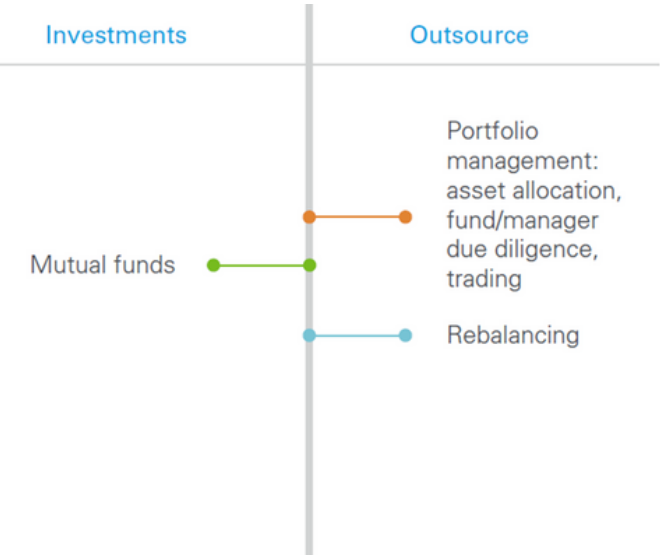 Investments
Outsource
Portfolio
management:
asset allocation,
fund/manager
due diligence,
trading
Mutual funds
Rebalancing